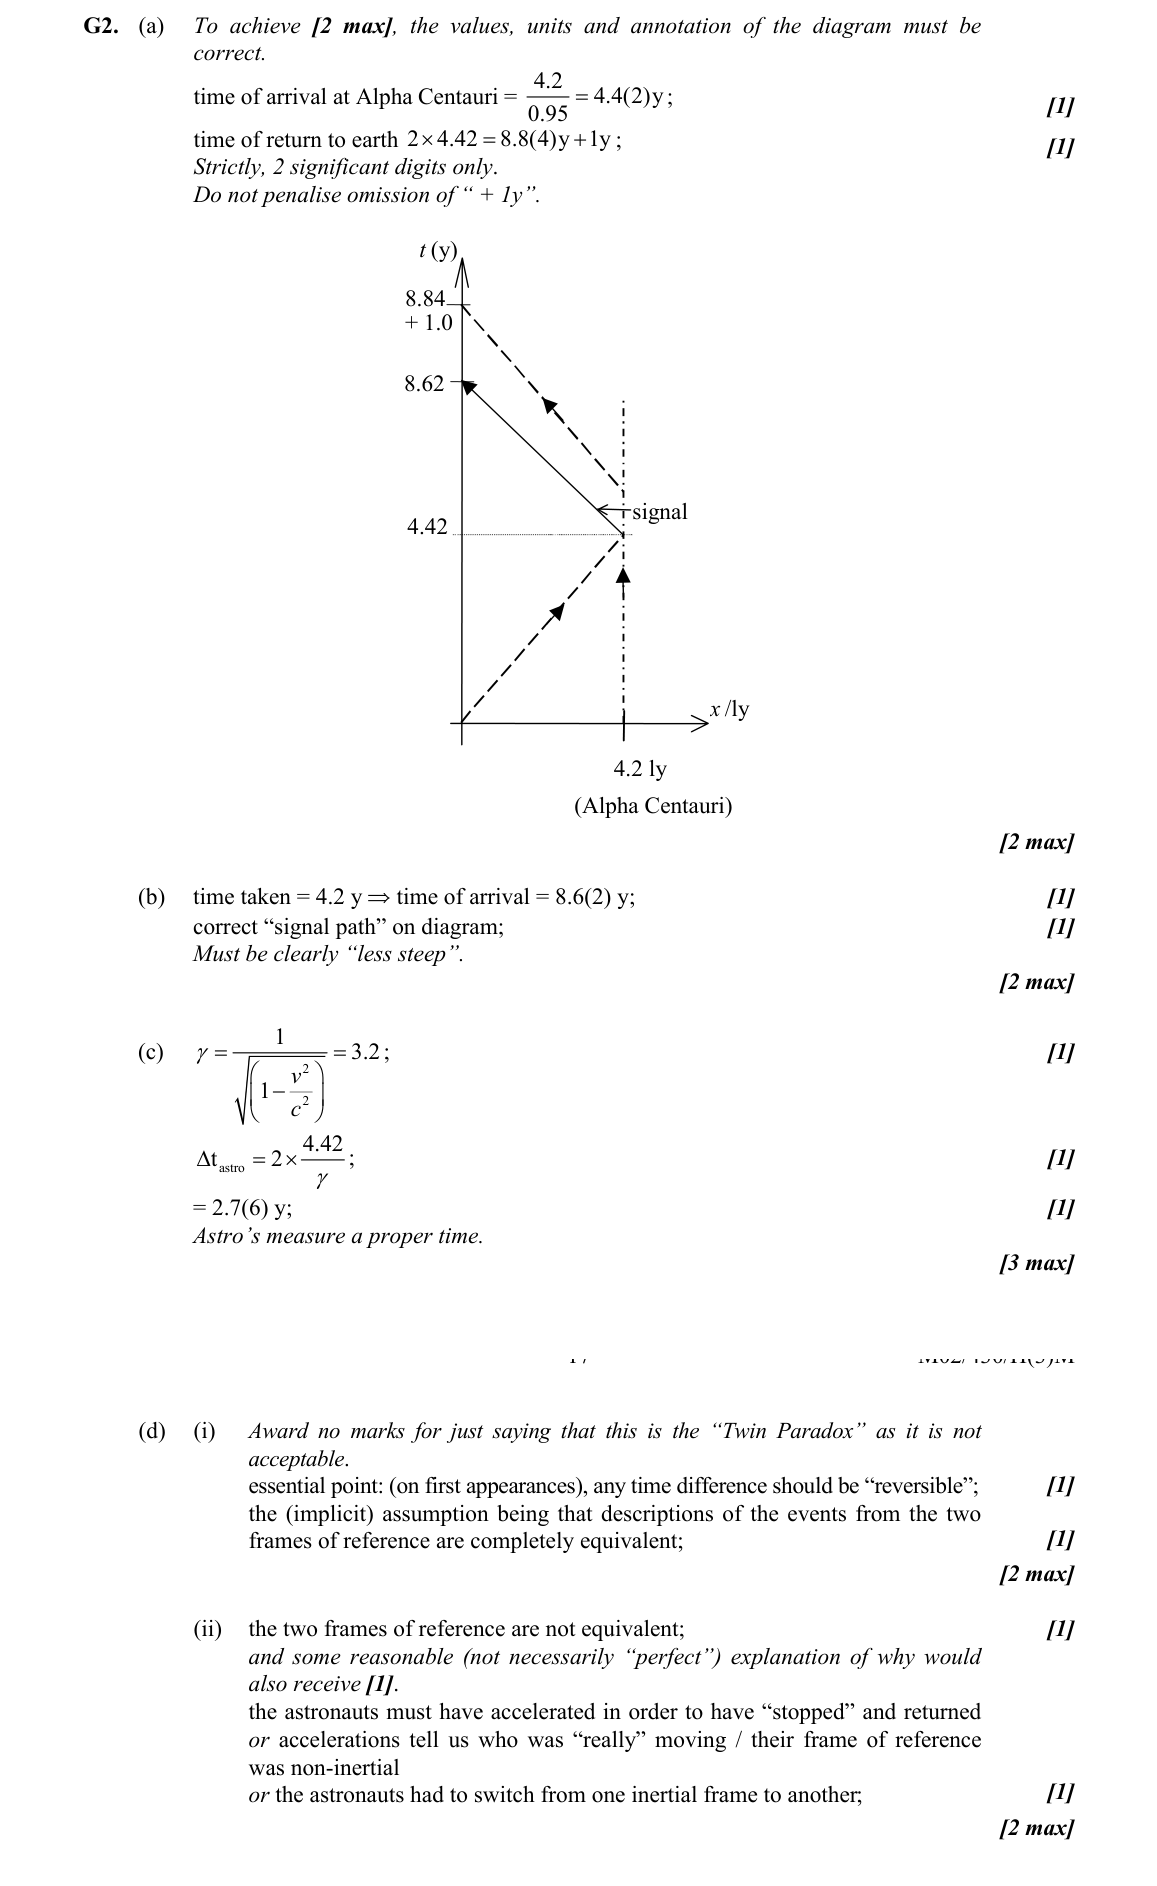 G2. (a) To achieve [2 max], the values, units and annotation of the diagram must be
correct.
time of arrival at Alpha Centauri = 4.2/0.95 = 4.4(2)y; [1]
time of return to earth 2×4.42 = 8.8(4)y+1y; [1]
Strictly, 2 significant digits only.
Do not penalise omission of “ + 1y”.
t (y)
8.84
+ 1.0
8.62
signal
4.42
x /ly
4.2 ly
(Alpha Centauri)
[2 max]
(b) time taken = 4.2 y ⇒ time of arrival = 8.6(2) y; [1]
correct “signal path” on diagram; [1]
Must be clearly “less steep”.
[2 max]
(c) γ = 1/√(1−v²/c²) = 3.2; [1]
Δt_astro = 2× 4.42/γ; [1]
= 2.7(6) y; [1]
Astro’s measure a proper time.
[3 max]
(d) (i) Award no marks for just saying that this is the “Twin Paradox” as it is not
acceptable.
essential point: (on first appearances), any time difference should be “reversible”; [1]
the (implicit) assumption being that descriptions of the events from the two
frames of reference are completely equivalent; [1]
[2 max]
(ii) the two frames of reference are not equivalent; [1]
and some reasonable (not necessarily “perfect”) explanation of why would
also receive [1].
the astronauts must have accelerated in order to have “stopped” and returned
or accelerations tell us who was “really” moving / their frame of reference
was non-inertial
or the astronauts had to switch from one inertial frame to another; [1]
[2 max]